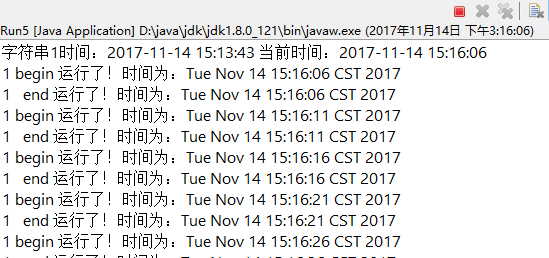 Run5 [Java Application] D:\java\jdk\jdk1.8.0_121\bin\javaw.exe (2017年11月14日 下午3:16:06)
字符串1时间：2017-11-14 15:13:43 当前时间：2017-11-14 15:16:06
1 begin 运行了！时间为：Tue Nov 14 15:16:06 CST 2017
1   end 运行了！时间为：Tue Nov 14 15:16:06 CST 2017
1 begin 运行了！时间为：Tue Nov 14 15:16:11 CST 2017
1   end 运行了！时间为：Tue Nov 14 15:16:11 CST 2017
1 begin 运行了！时间为：Tue Nov 14 15:16:16 CST 2017
1   end 运行了！时间为：Tue Nov 14 15:16:16 CST 2017
1 begin 运行了！时间为：Tue Nov 14 15:16:21 CST 2017
1   end 运行了！时间为：Tue Nov 14 15:16:21 CST 2017
1 begin 运行了！时间为：Tue Nov 14 15:16:26 CST 2017